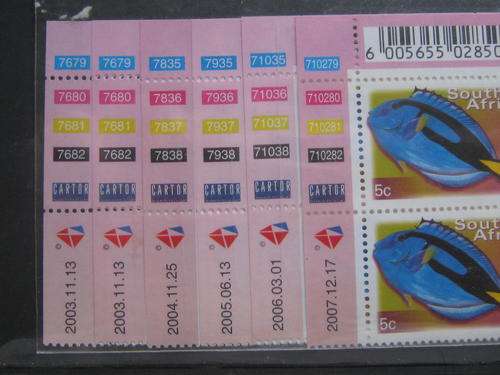 7679 7679 7835 7935 71035 710279
6 005655 02850
7680 7680 7836 7936 71036 710280
7681 7681 7837 7937 71037 710281
7682 7682 7838 7938 71038 710282
CARTOR CARTOR CARTOR CARTOR CARTOR CARTOR
2003.11.13
2003.11.13
2004.11.25
2005.06.13
2006.03.01
2007.12.17
South
Afri
5c
South
Afri
5c